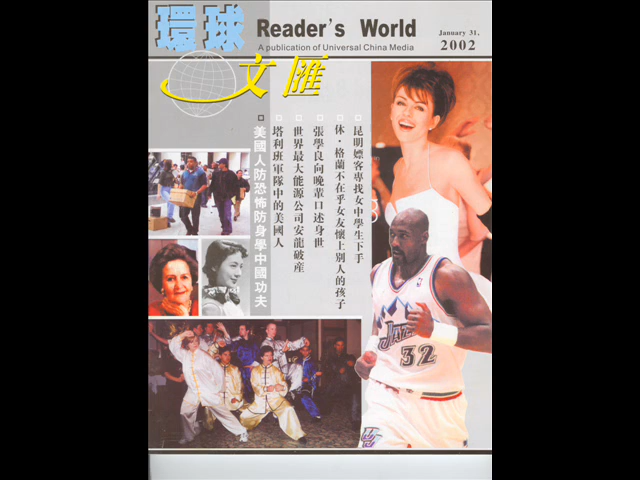 環球
Reader's World
January 31,
A publication of Universal China Media
2002
文匯
昆明嫖客專找女中學生下手
休·格蘭不在乎女友懷上別人的孩子
張學良向晚輩口述身世
世界最大能源公司安龍破産
塔利班軍隊中的美國人
美國人防恐怖防身學中國功夫
JAZZ
32